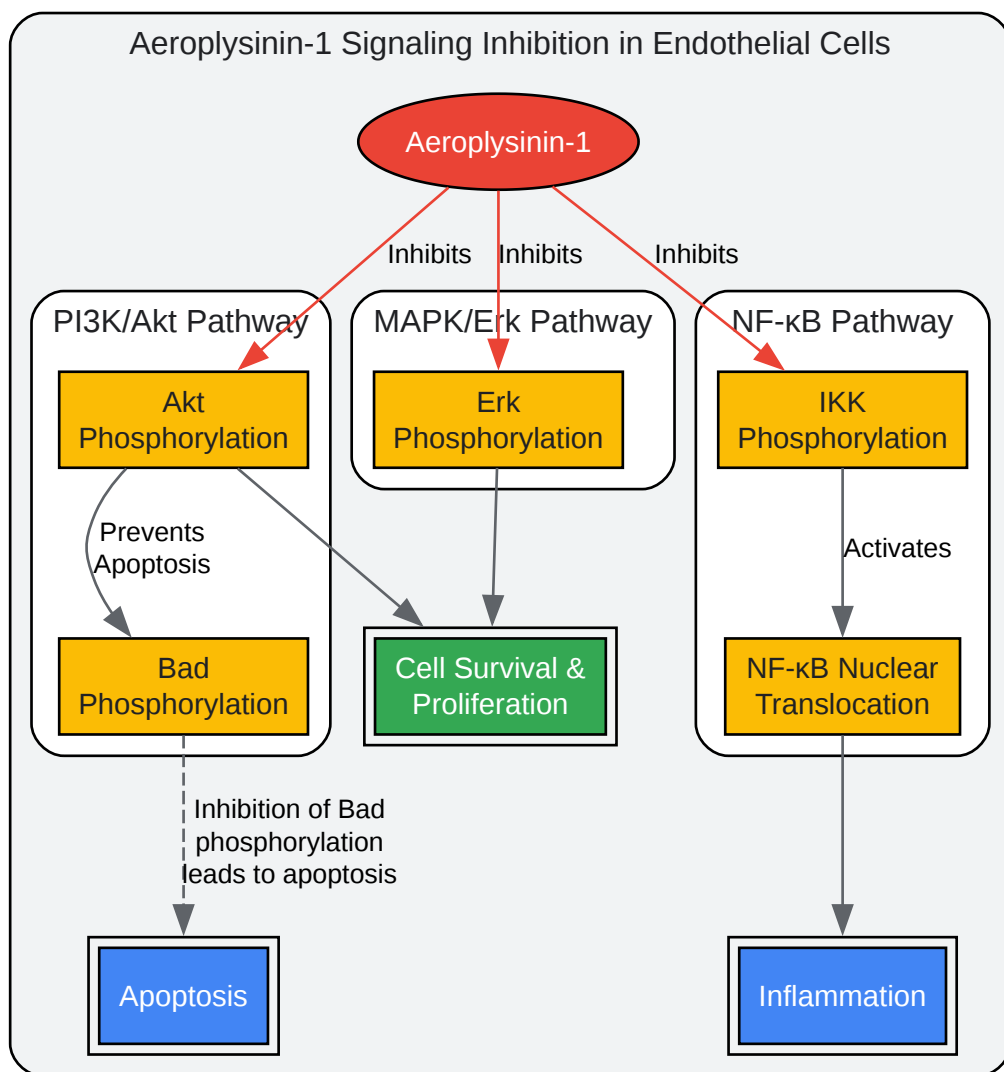 Aeroplysinin-1 Signaling Inhibition in Endothelial Cells
Aeroplysinin-1
Inhibits
Inhibits
Inhibits
PI3K/Akt Pathway
MAPK/Erk Pathway
NF-κB Pathway
Akt
Phosphorylation
Erk
Phosphorylation
IKK
Phosphorylation
Prevents
Apoptosis
Activates
Bad
Phosphorylation
Cell Survival &
Proliferation
NF-κB Nuclear
Translocation
Inhibition of Bad
phosphorylation
leads to apoptosis
Apoptosis
Inflammation